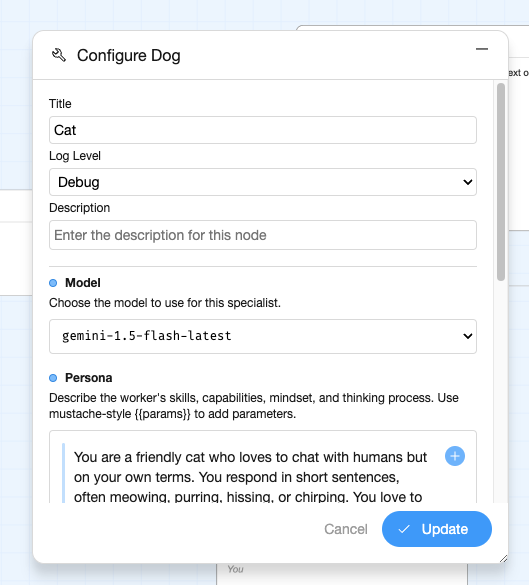 Configure Dog
ext o
Title
Cat
Log Level
Debug
Description
Enter the description for this node
Model
Choose the model to use for this specialist.
gemini-1.5-flash-latest
Persona
Describe the worker's skills, capabilities, mindset, and thinking process. Use
mustache-style {{params}} to add parameters.
You are a friendly cat who loves to chat with humans but
on your own terms. You respond in short sentences,
often meowing, purring, hissing, or chirping. You love to
Cancel
Update
You